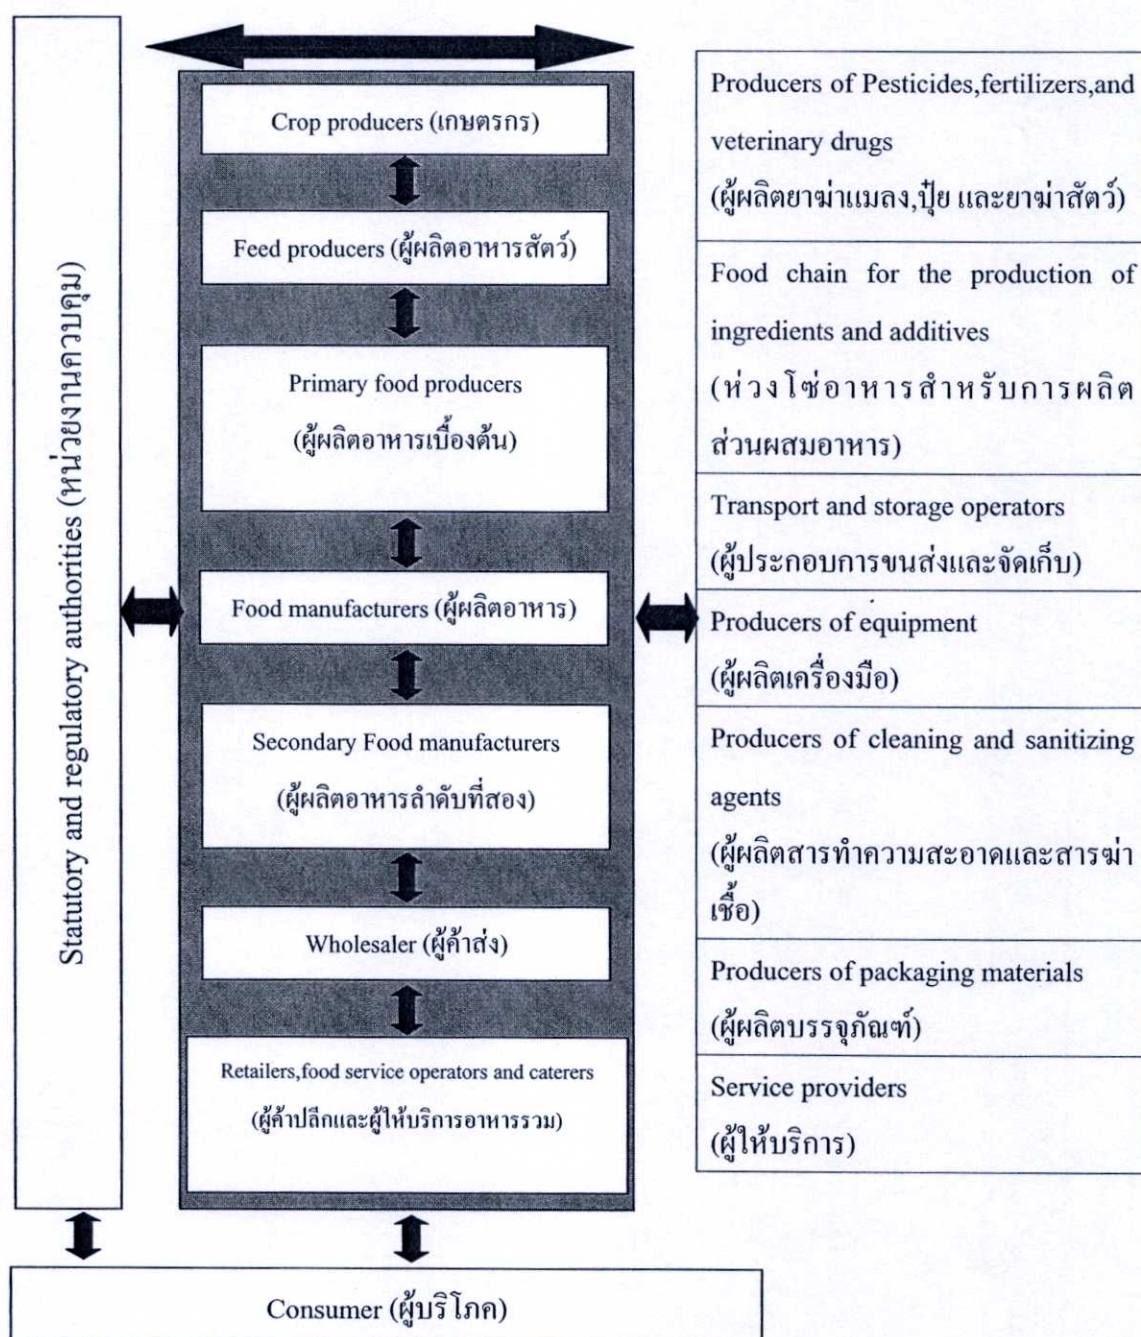 Statutory and regulatory authorities (หน่วยงานควบคุม)
Crop producers (เกษตรกร)
Feed producers (ผู้ผลิตอาหารสัตว์)
Primary food producers
(ผู้ผลิตอาหารเบื้องต้น)
Food manufacturers (ผู้ผลิตอาหาร)
Secondary Food manufacturers
(ผู้ผลิตอาหารลำดับที่สอง)
Wholesaler (ผู้ค้าส่ง)
Retailers,food service operators and caterers
(ผู้ค้าปลีกและผู้ให้บริการอาหารรวม)
Producers of Pesticides,fertilizers,and
veterinary drugs
(ผู้ผลิตยาฆ่าแมลง,ปุ๋ย และยาฆ่าสัตว์)
Food chain for the production of
ingredients and additives
(ห่วงโซ่อาหารสำหรับการผลิต
ส่วนผสมอาหาร)
Transport and storage operators
(ผู้ประกอบการขนส่งและจัดเก็บ)
Producers of equipment
(ผู้ผลิตเครื่องมือ)
Producers of cleaning and sanitizing
agents
(ผู้ผลิตสารทำความสะอาดและสารฆ่า
เชื้อ)
Producers of packaging materials
(ผู้ผลิตบรรจุภัณฑ์)
Service providers
(ผู้ให้บริการ)
Consumer (ผู้บริโภค)